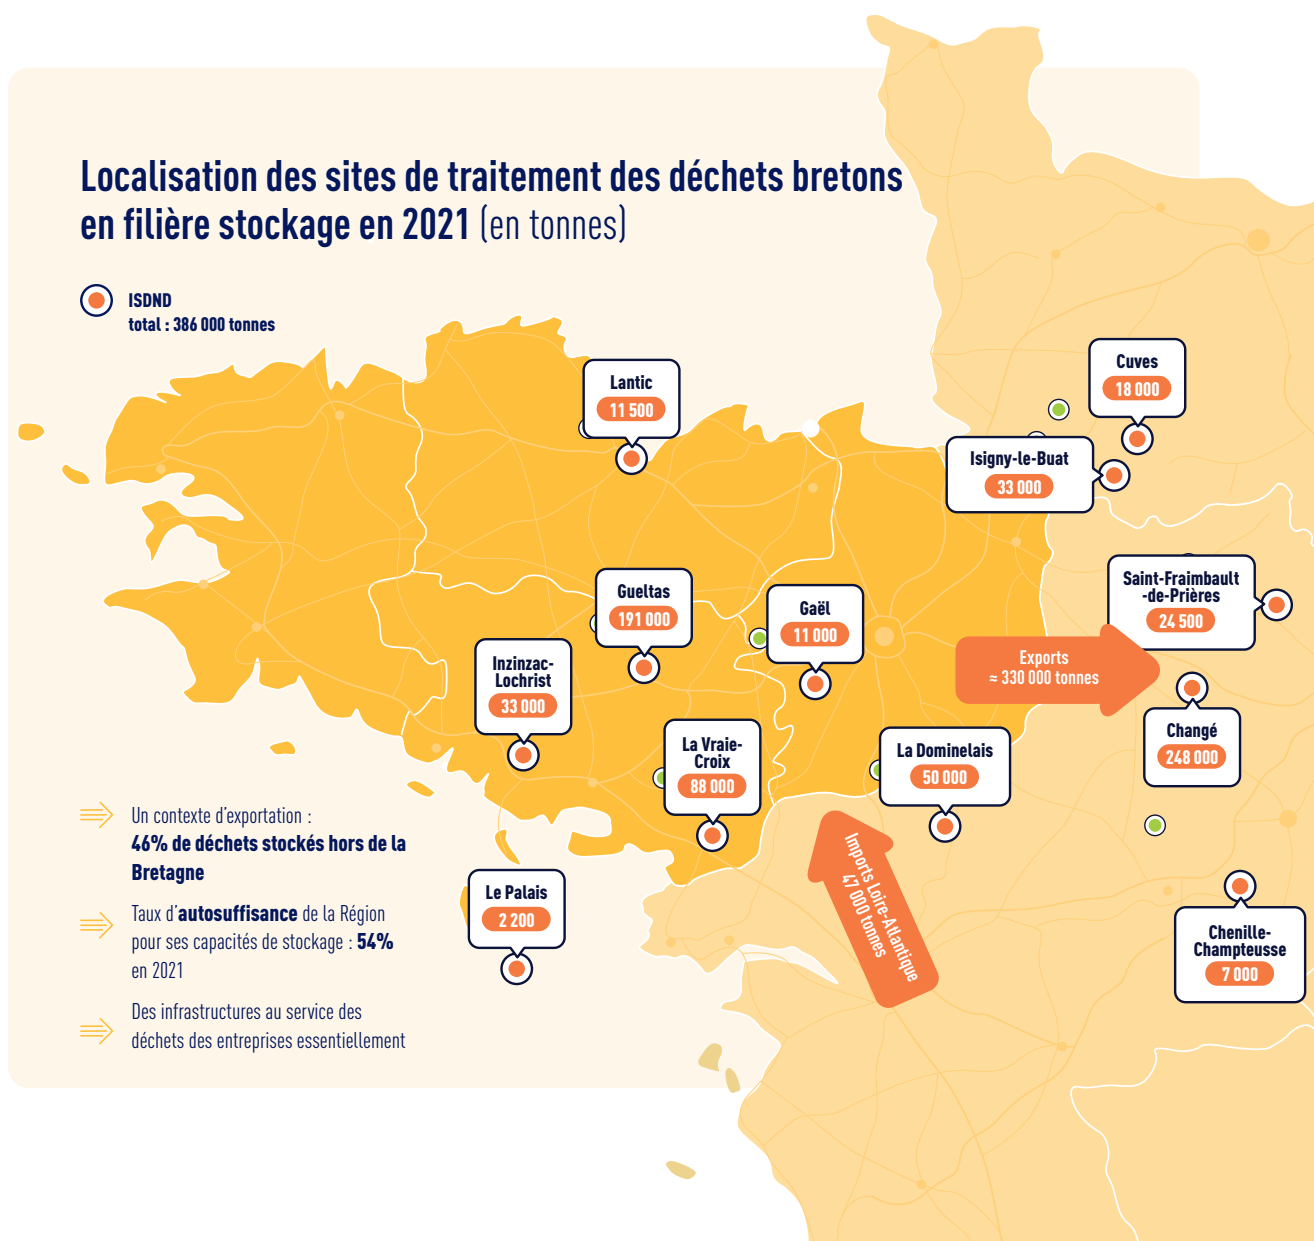 Localisation des sites de traitement des déchets bretons
en filière stockage en 2021 (en tonnes)
ISDND
total : 386 000 tonnes
Lantic
11 500
Cuves
18 000
Isigny-le-Buat
33 000
Gueltas
191 000
Gaël
11 000
Saint-Fraimbault
-de-Prières
24 500
Inzinzac-
Lochrist
33 000
Exports
≈ 330 000 tonnes
La Vraie-
Croix
88 000
La Dominelais
50 000
Changé
248 000
Un contexte d’exportation :
46% de déchets stockés hors de la
Bretagne
Imports Loire-Atlantique
47 000 tonnes
Le Palais
2 200
Taux d’autosuffisance de la Région
pour ses capacités de stockage : 54%
en 2021
Chenille-
Champteusse
7 000
Des infrastructures au service des
déchets des entreprises essentiellement